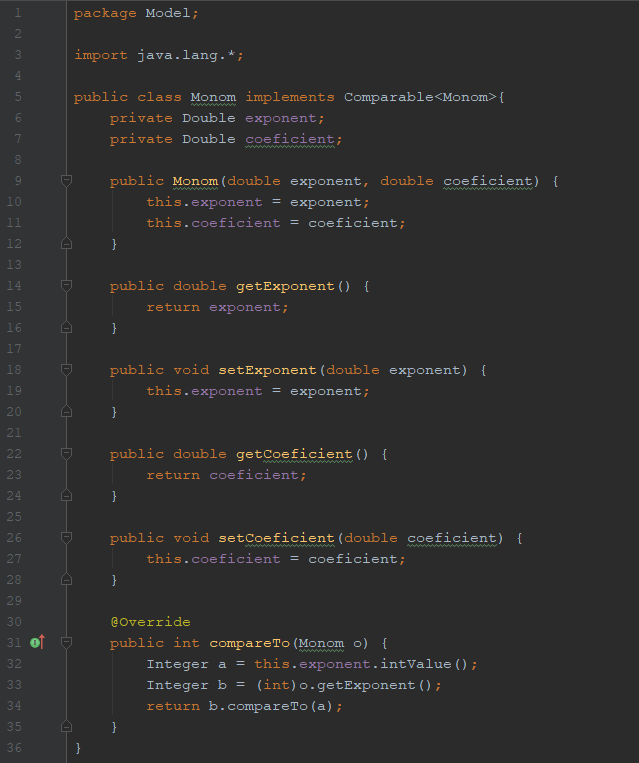 1 package Model;
2
3 import java.lang.*;
4
5 public class Monom implements Comparable<Monom>{
6     private Double exponent;
7     private Double coeficient;
8
9     public Monom(double exponent, double coeficient) {
10         this.exponent = exponent;
11         this.coeficient = coeficient;
12     }
13
14     public double getExponent() {
15         return exponent;
16     }
17
18     public void setExponent(double exponent) {
19         this.exponent = exponent;
20     }
21
22     public double getCoeficient() {
23         return coeficient;
24     }
25
26     public void setCoeficient(double coeficient) {
27         this.coeficient = coeficient;
28     }
29
30     @Override
31     public int compareTo(Monom o) {
32         Integer a = this.exponent.intValue();
33         Integer b = (int)o.getExponent();
34         return b.compareTo(a);
35     }
36 }